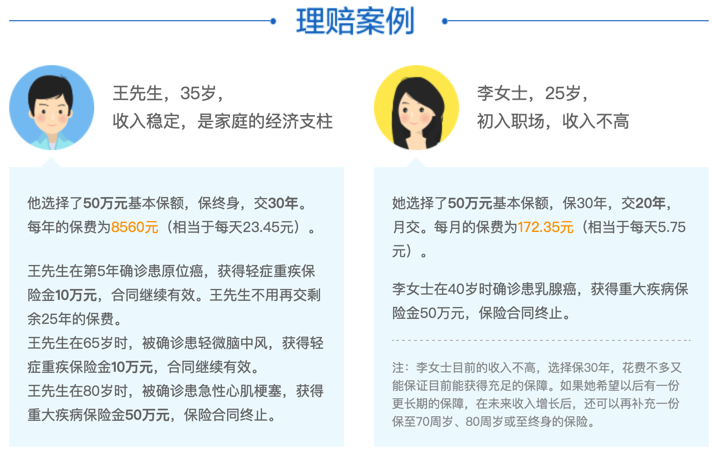 理赔案例
王先生，35岁，
收入稳定，是家庭的经济支柱
他选择了50万元基本保额，保终身，交30年。
每年的保费为8560元（相当于每天23.45元）。
王先生在第5年确诊患原位癌，获得轻症重疾保
险金10万元，合同继续有效。王先生不用再交剩
余25年的保费。
王先生在65岁时，被确诊患轻微脑中风，获得轻
症重疾保险金10万元，合同继续有效。
王先生在80岁时，被确诊患急性心肌梗塞，获得
重大疾病保险金50万元，保险合同终止。
李女士，25岁，
初入职场，收入不高
她选择了50万元基本保额，保30年，交20年，
月交。每月的保费为172.35元（相当于每天5.75
元）。
李女士在40岁时确诊患乳腺癌，获得重大疾病保
险金50万元，保险合同终止。
注：李女士目前的收入不高，选择保30年，花费不多又
能保证目前能获得充足的保障。如果她希望以后有一份
更长期的保障，在未来收入增长后，还可以再补充一份
保至70周岁、80周岁或至终身的保险。